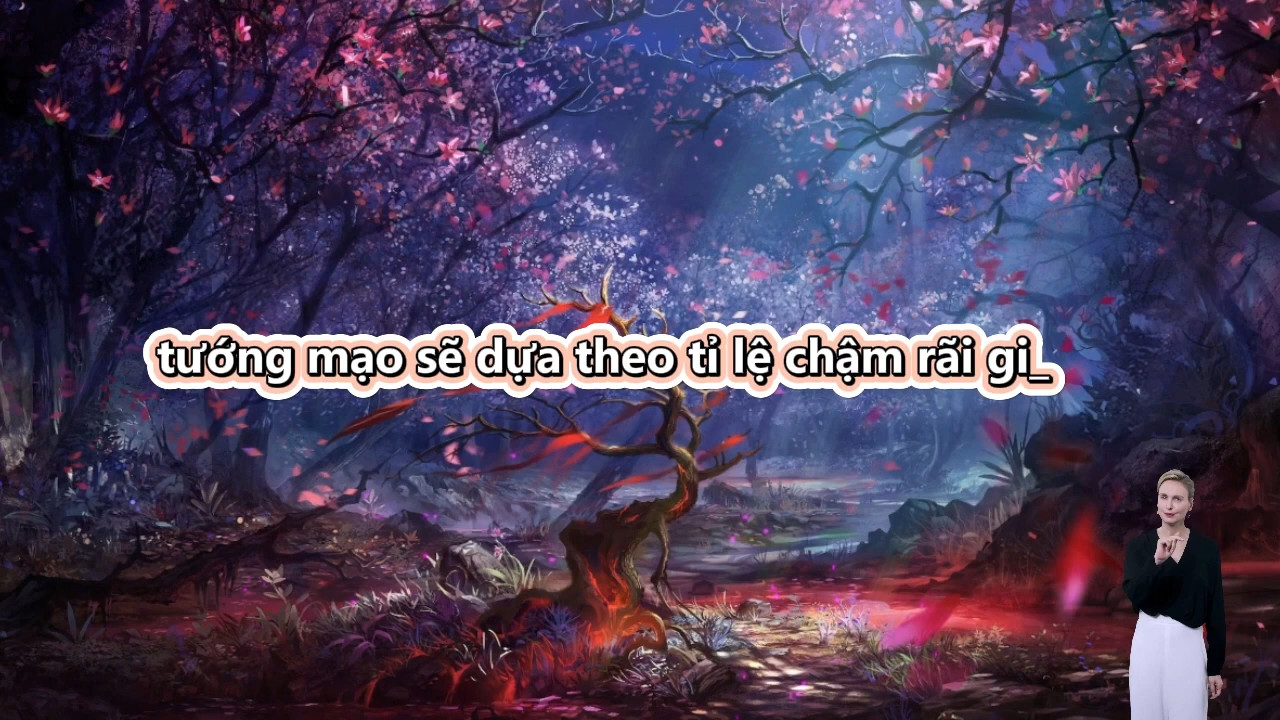 tướng mạo sẽ dựa theo tỉ lệ chậm rãi gi_